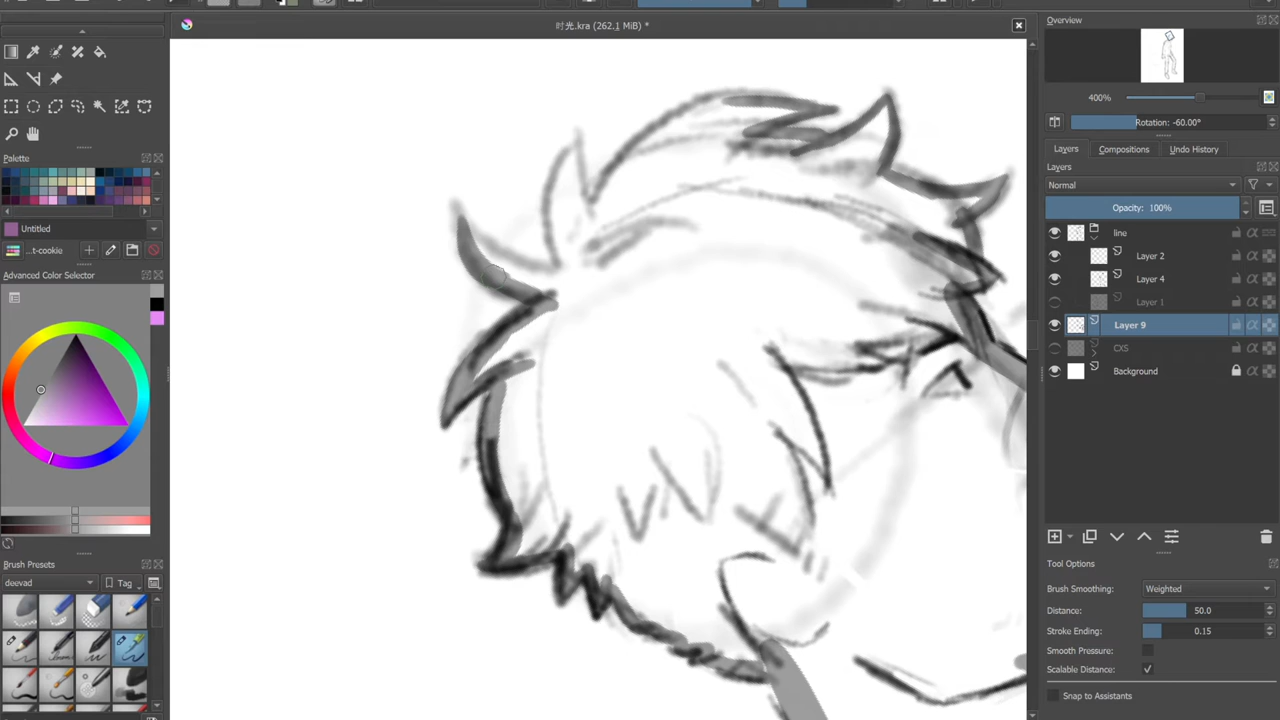 时光.kra (262.1 MiB) *
Overview
400%
Rotation: -60.00°
Layers
Compositions
Undo History
Layers
Normal
Opacity: 100%
line
Layer 2
Layer 4
Layer 1
Layer 9
CXS
Background
Tool Options
Brush Smoothing:
Weighted
Distance:
50.0
Stroke Ending:
0.15
Smooth Pressure:
Scalable Distance:
Snap to Assistants
Palette
Untitled
...t-cookie
Advanced Color Selector
Brush Presets
deevad
Tag